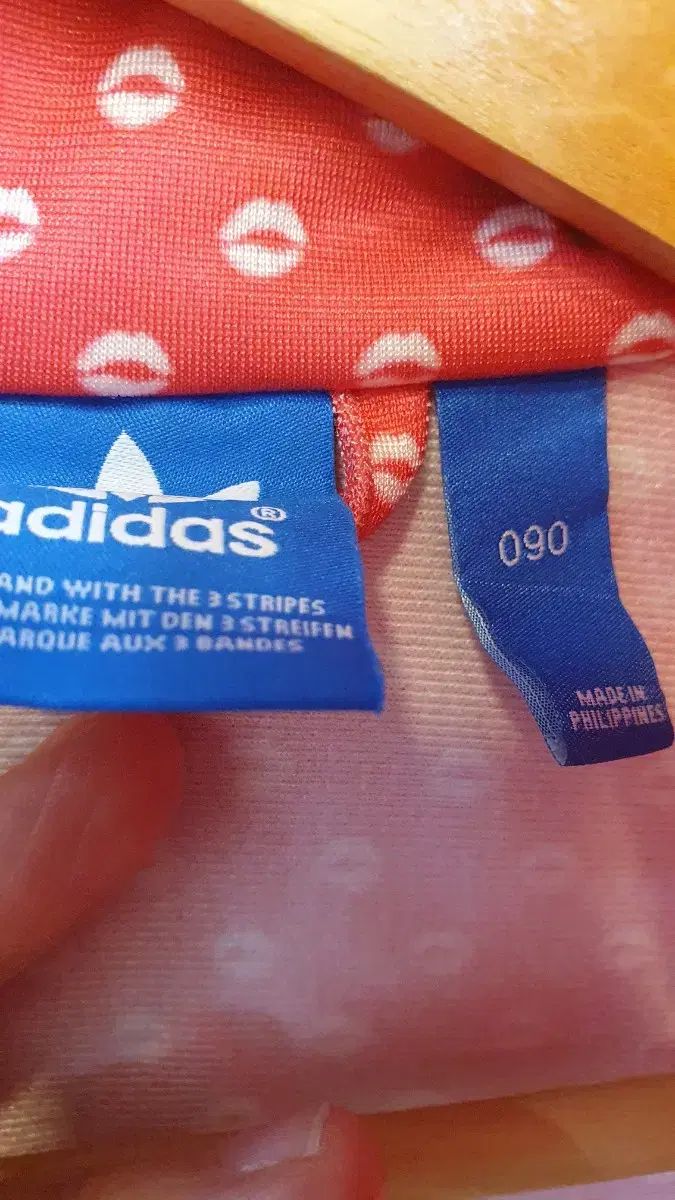 adidas®
AND WITH THE 3 STRIPES
MARKE MIT DEN 3 STREIFEN
ARQUE AUX 3 BANDES
090
MADE IN
PHILIPPINES